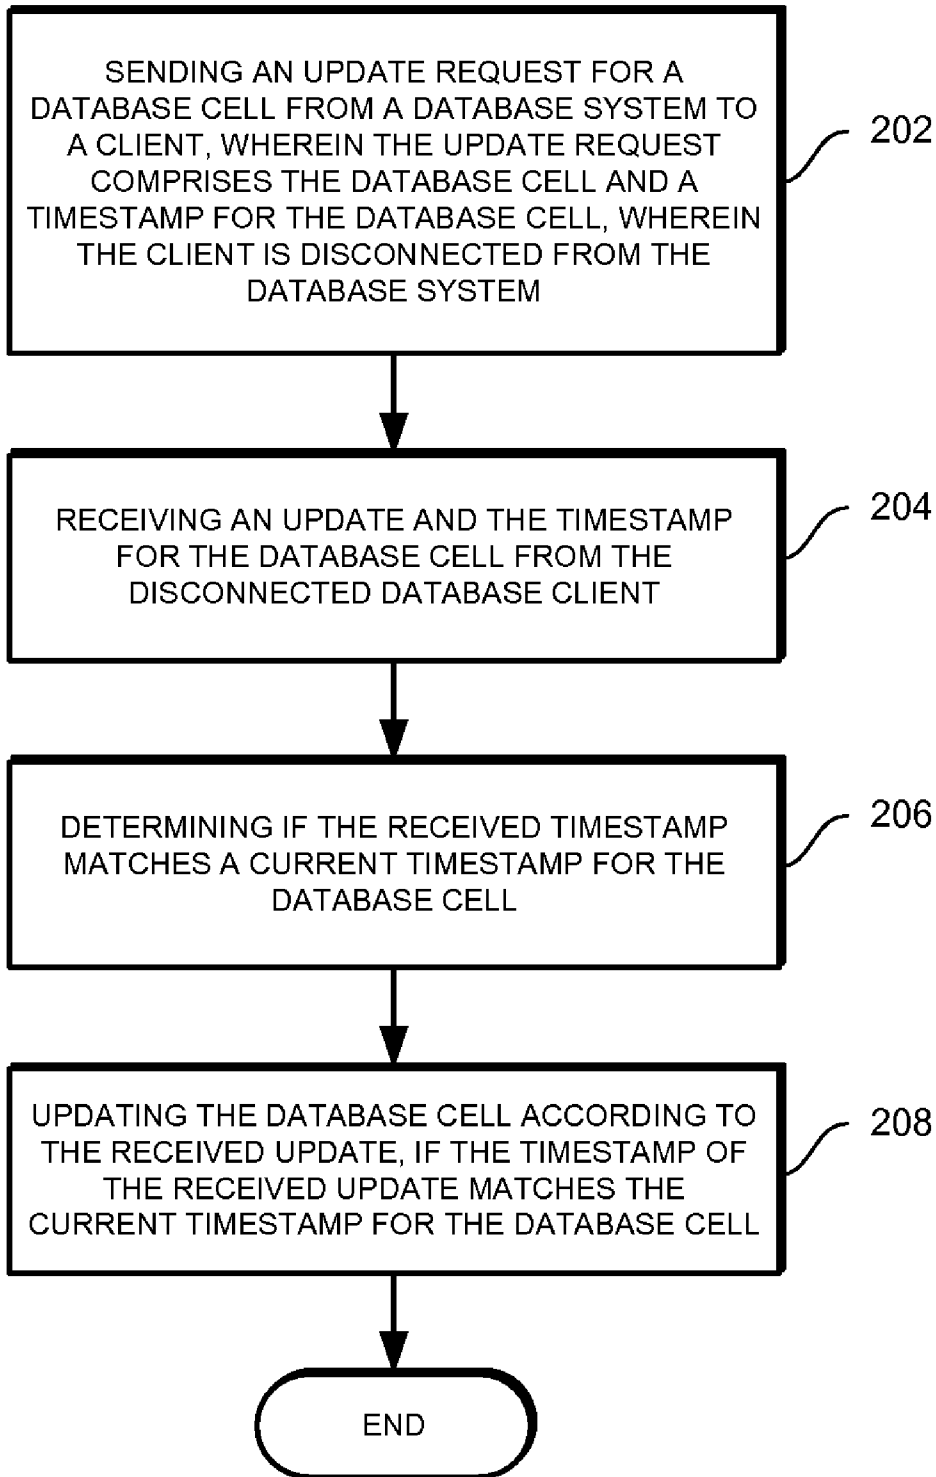 SENDING AN UPDATE REQUEST FOR A
DATABASE CELL FROM A DATABASE SYSTEM TO
A CLIENT, WHEREIN THE UPDATE REQUEST
COMPRISES THE DATABASE CELL AND A
TIMESTAMP FOR THE DATABASE CELL, WHEREIN
THE CLIENT IS DISCONNECTED FROM THE
DATABASE SYSTEM
202
RECEIVING AN UPDATE AND THE TIMESTAMP
FOR THE DATABASE CELL FROM THE
DISCONNECTED DATABASE CLIENT
204
DETERMINING IF THE RECEIVED TIMESTAMP
MATCHES A CURRENT TIMESTAMP FOR THE
DATABASE CELL
206
UPDATING THE DATABASE CELL ACCORDING TO
THE RECEIVED UPDATE, IF THE TIMESTAMP OF
THE RECEIVED UPDATE MATCHES THE
CURRENT TIMESTAMP FOR THE DATABASE CELL
208
END